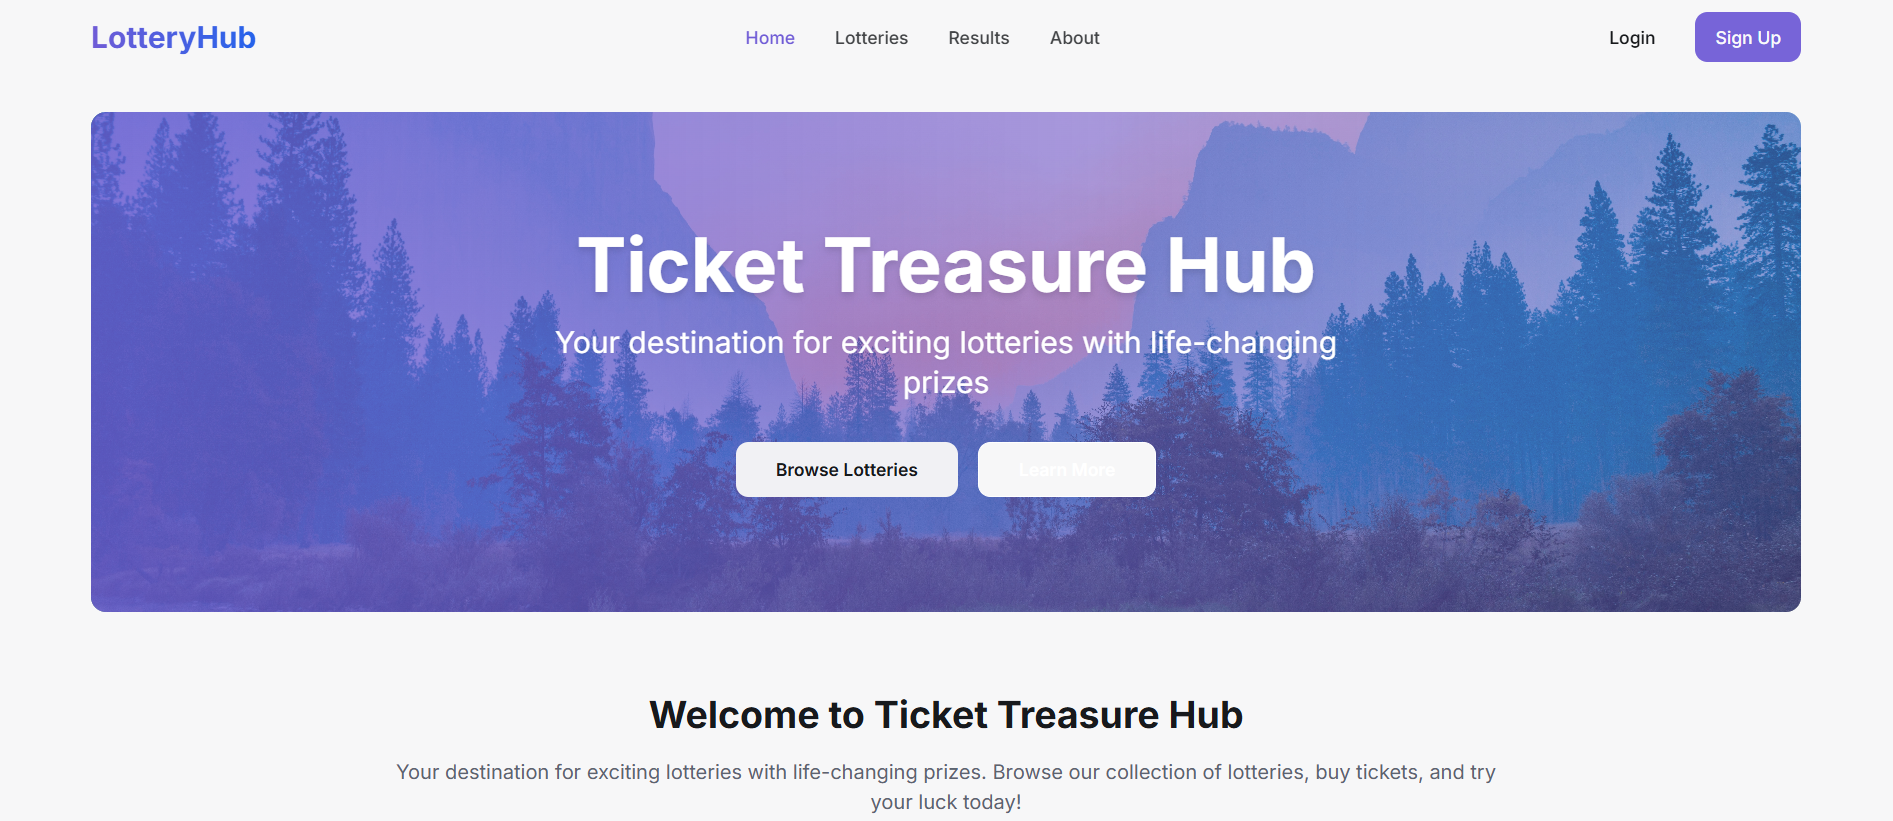 LotteryHub
Home
Lotteries
Results
About
Login
Sign Up
Ticket Treasure Hub
Your destination for exciting lotteries with life-changing
prizes
Browse Lotteries
Learn More
Welcome to Ticket Treasure Hub
Your destination for exciting lotteries with life-changing prizes. Browse our collection of lotteries, buy tickets, and try
your luck today!